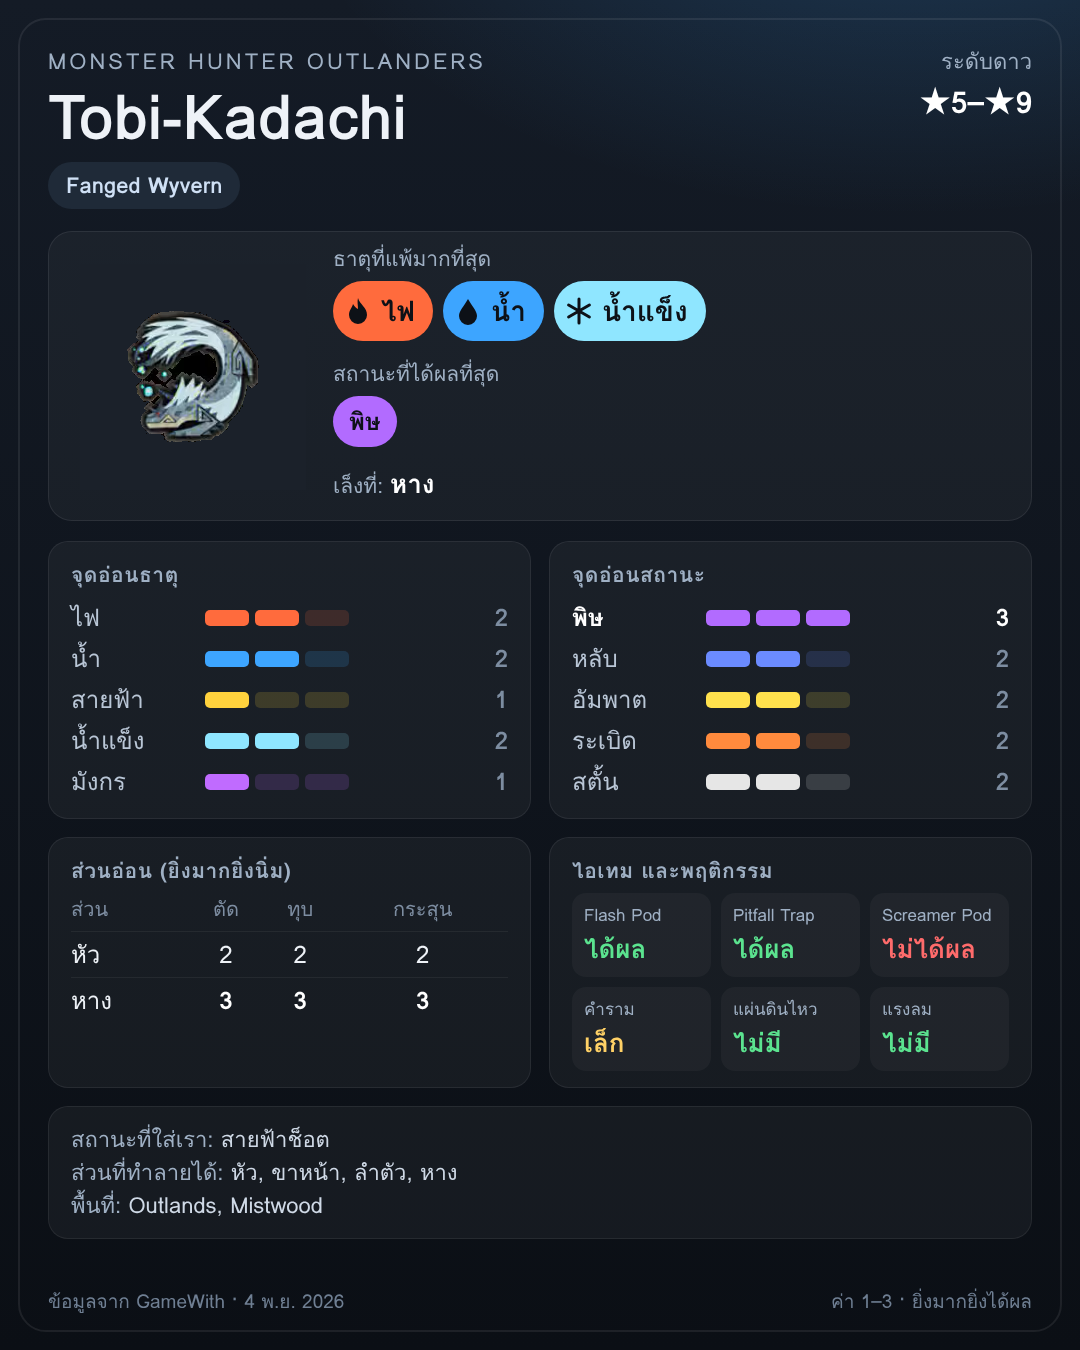 MONSTER HUNTER OUTLANDERS
ระดับดาว
Tobi-Kadachi
★5–★9
Fanged Wyvern
ธาตุที่แพ้มากที่สุด
ไฟ น้ำ น้ำแข็ง
สถานะที่ได้ผลที่สุด
พิษ
เล็งที่: หาง
จุดอ่อนธาตุ
ไฟ 2
น้ำ 2
สายฟ้า 1
น้ำแข็ง 2
มังกร 1
จุดอ่อนสถานะ
พิษ 3
หลับ 2
อัมพาต 2
ระเบิด 2
สตั้น 2
ส่วนอ่อน (ยิ่งมากยิ่งนิ่ม)
ส่วน ตัด ทุบ กระสุน
หัว 2 2 2
หาง 3 3 3
ไอเทม และพฤติกรรม
Flash Pod Pitfall Trap Screamer Pod
ได้ผล ได้ผล ไม่ได้ผล
คำราม แผ่นดินไหว แรงลม
เล็ก ไม่มี ไม่มี
สถานะที่ใส่เรา: สายฟ้าช็อต
ส่วนที่ทำลายได้: หัว, ขาหน้า, ลำตัว, หาง
พื้นที่: Outlands, Mistwood
ข้อมูลจาก GameWith · 4 พ.ย. 2026
ค่า 1–3 · ยิ่งมากยิ่งได้ผล